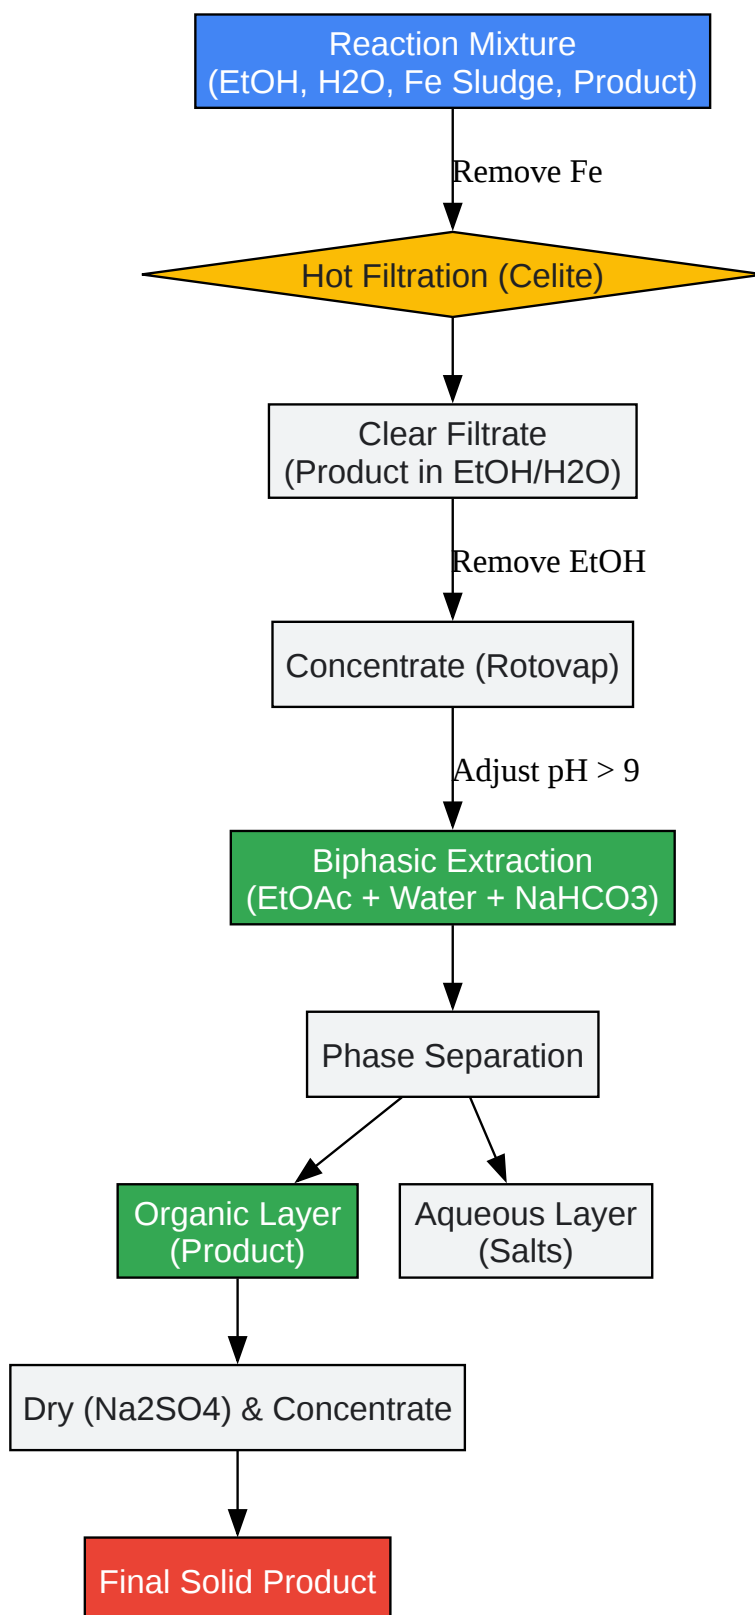 Reaction Mixture
(EtOH, H2O, Fe Sludge, Product)
Remove Fe
Hot Filtration (Celite)
Clear Filtrate
(Product in EtOH/H2O)
Remove EtOH
Concentrate (Rotovap)
Adjust pH > 9
Biphasic Extraction
(EtOAc + Water + NaHCO3)
Phase Separation
Organic Layer
(Product)
Aqueous Layer
(Salts)
Dry (Na2SO4) & Concentrate
Final Solid Product